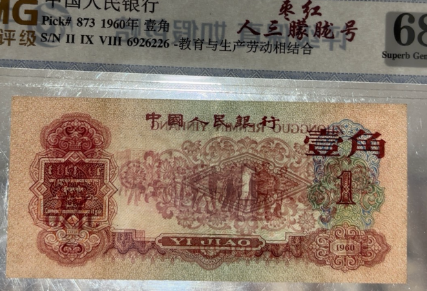 MG
评级
中国人民银行
Pick# 873 1960年 壹角
S/N II IX VIII 6926226 -教育与生产劳动相结合
枣红
人三朦胧号
68
Superb Gem
中國人民銀行
壹角
1
YI JIAO
1960